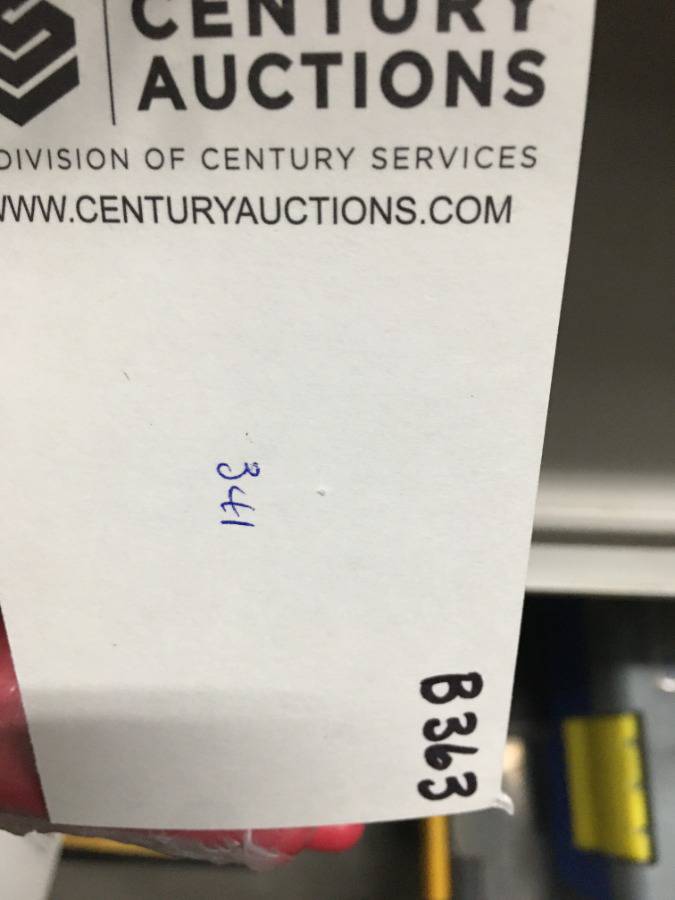 CENTURY
AUCTIONS
DIVISION OF CENTURY SERVICES
WWW.CENTURYAUCTIONS.COM
341
B363